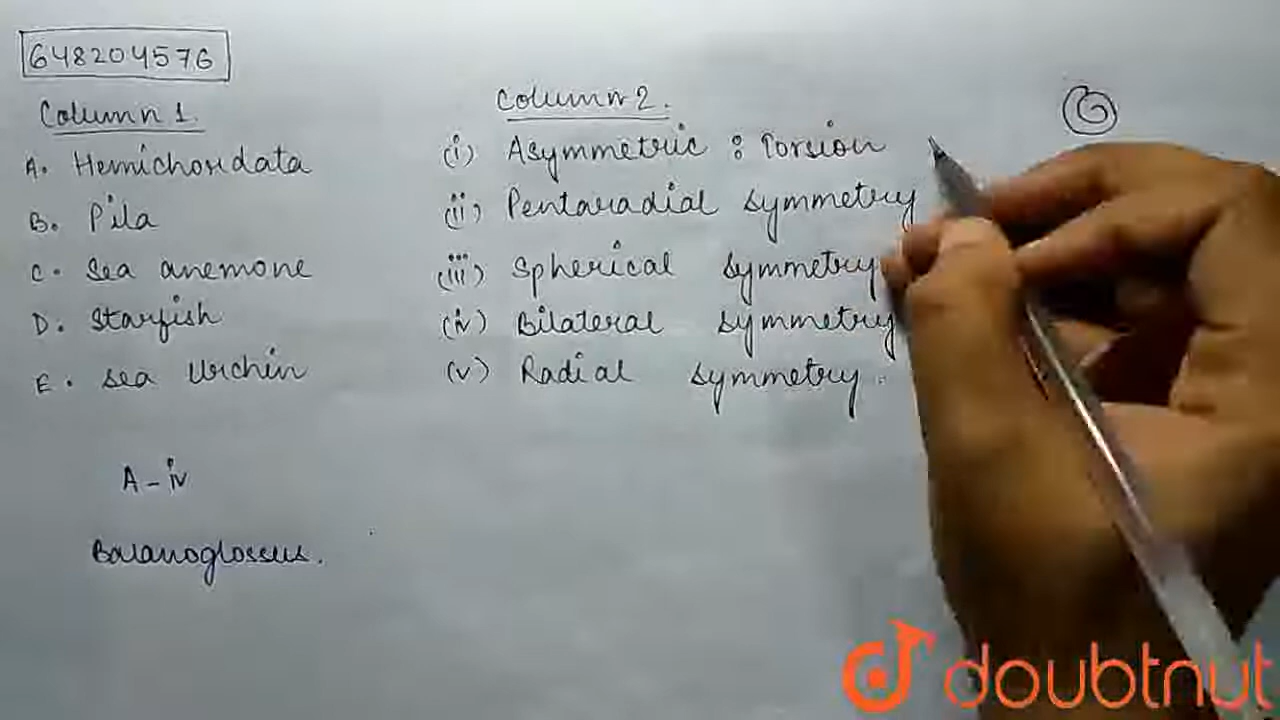 648204576
Column 1.
A. Hemichordata
B. Pila
C. Sea anemone
D. Starfish
E. Sea Urchin
Column 2.
(i) Asymmetric : Torsion
(ii) Pentaradial symmetry
(iii) Spherical symmetry
(iv) Bilateral symmetry
(v) Radial symmetry.
A - iv
Balanoglossus.
doubtnut